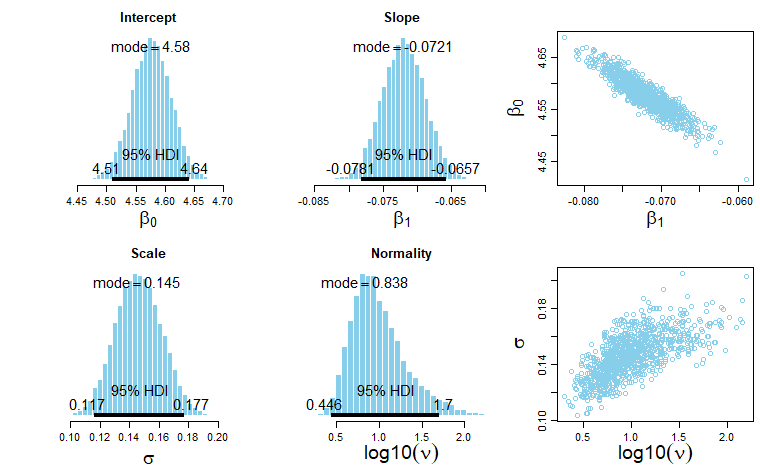 Intercept
mode = 4.58
95% HDI
4.51 4.64
4.45 4.50 4.55 4.60 4.65 4.70
β0
Slope
mode = -0.0721
95% HDI
-0.0781 -0.0657
-0.085 -0.075 -0.065
β1
β0
4.45 4.55 4.65
-0.080 -0.070 -0.060
β1
Scale
mode = 0.145
95% HDI
0.117 0.177
0.10 0.12 0.14 0.16 0.18 0.20
σ
Normality
mode = 0.838
95% HDI
0.446 1.7
0.5 1.0 1.5 2.0
log10(ν)
σ
0.10 0.14 0.18
0.5 1.0 1.5 2.0
log10(ν)